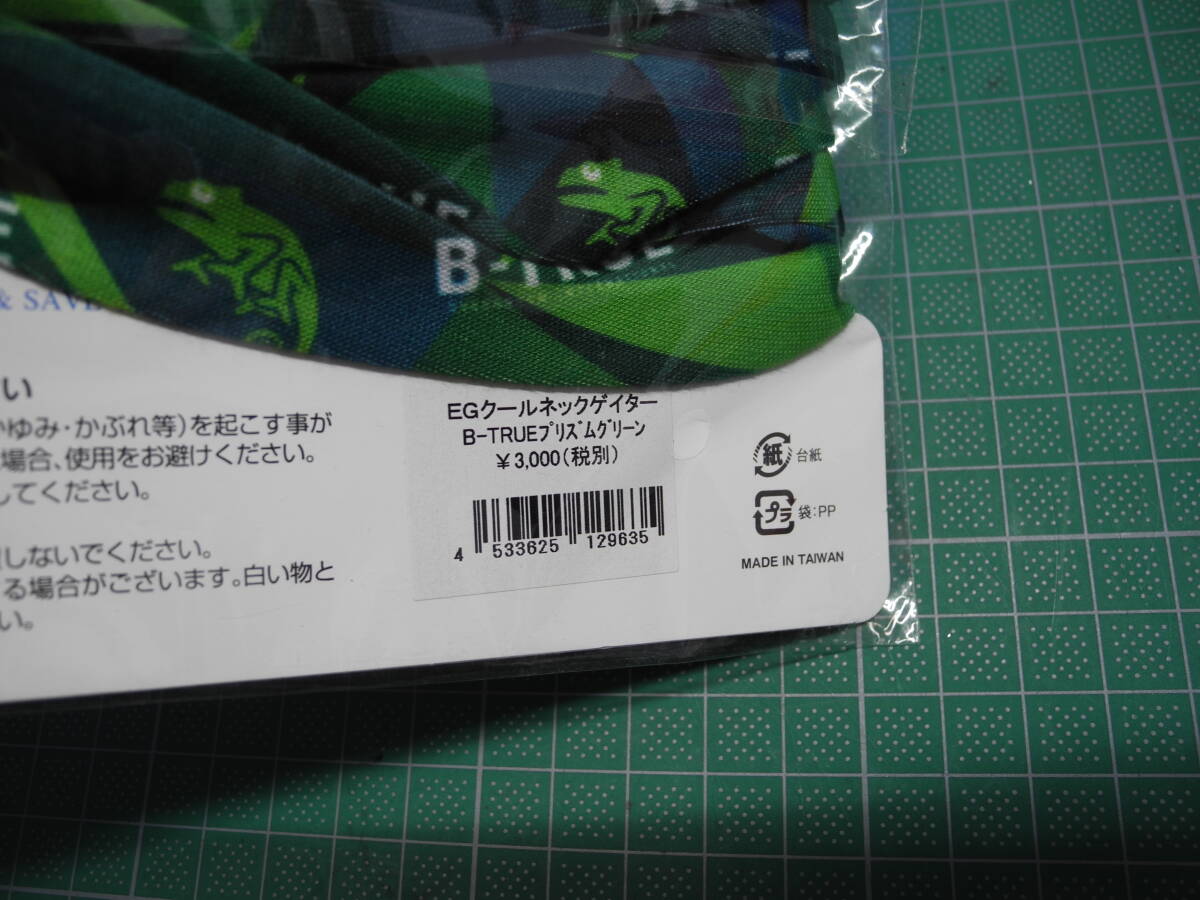 B-TRUE
& SAVE
い
かゆみ・かぶれ等)を起こす事が
場合、使用をお避けください。
してください。
しないでください。
る場合がございます。白い物と
い。
EGクールネックゲイター
B-TRUEプリズムグリーン
¥3,000(税別)
4 533625 129635
紙 台紙
プラ 袋:PP
MADE IN TAIWAN